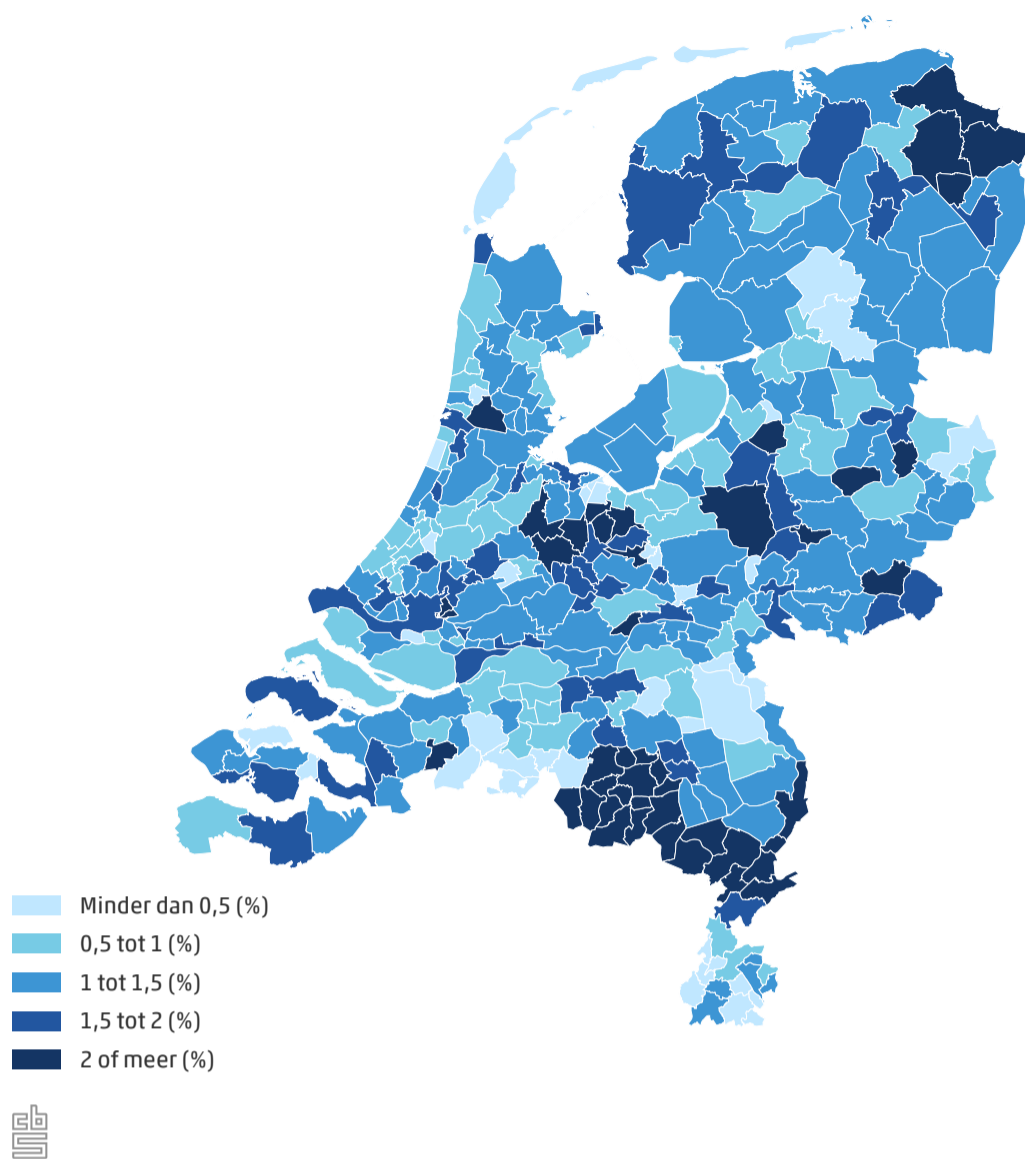 Minder dan 0,5 (%)
0,5 tot 1 (%)
1 tot 1,5 (%)
1,5 tot 2 (%)
2 of meer (%)
cbs